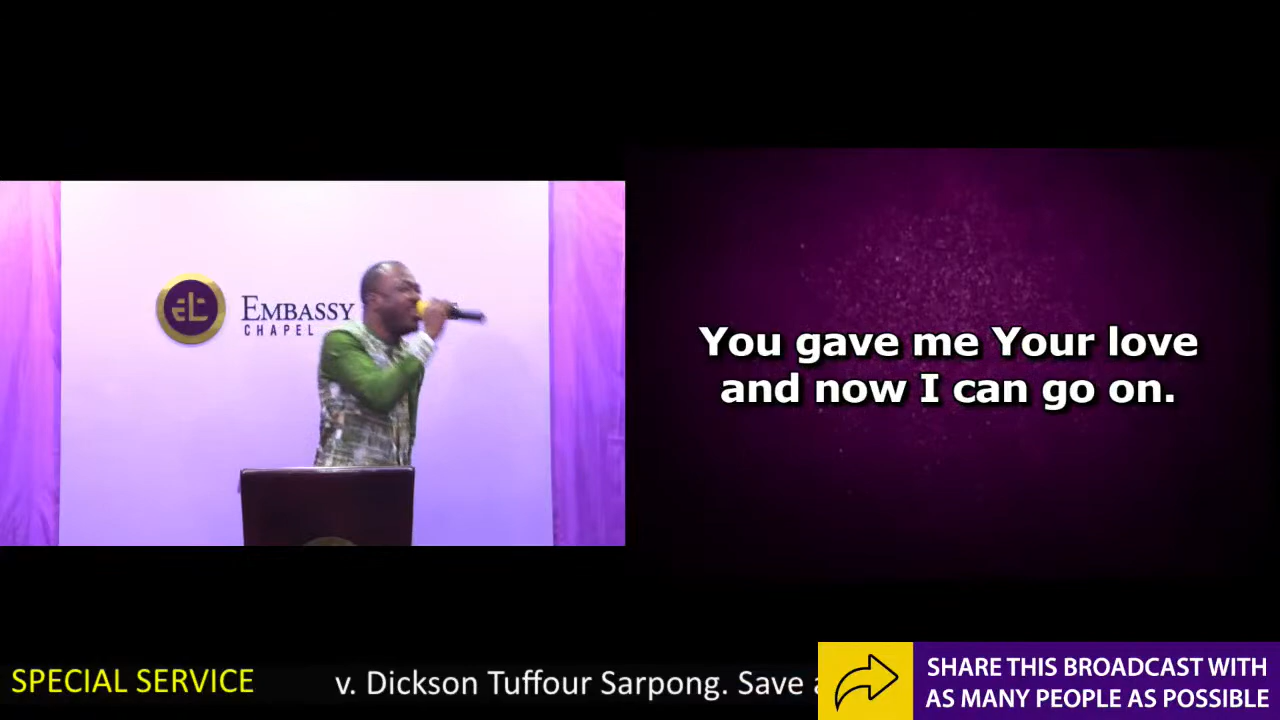 EMBASSY
CHAPEL
You gave me Your love
and now I can go on.
SPECIAL SERVICE
v. Dickson Tuffour Sarpong. Save
SHARE THIS BROADCAST WITH
AS MANY PEOPLE AS POSSIBLE